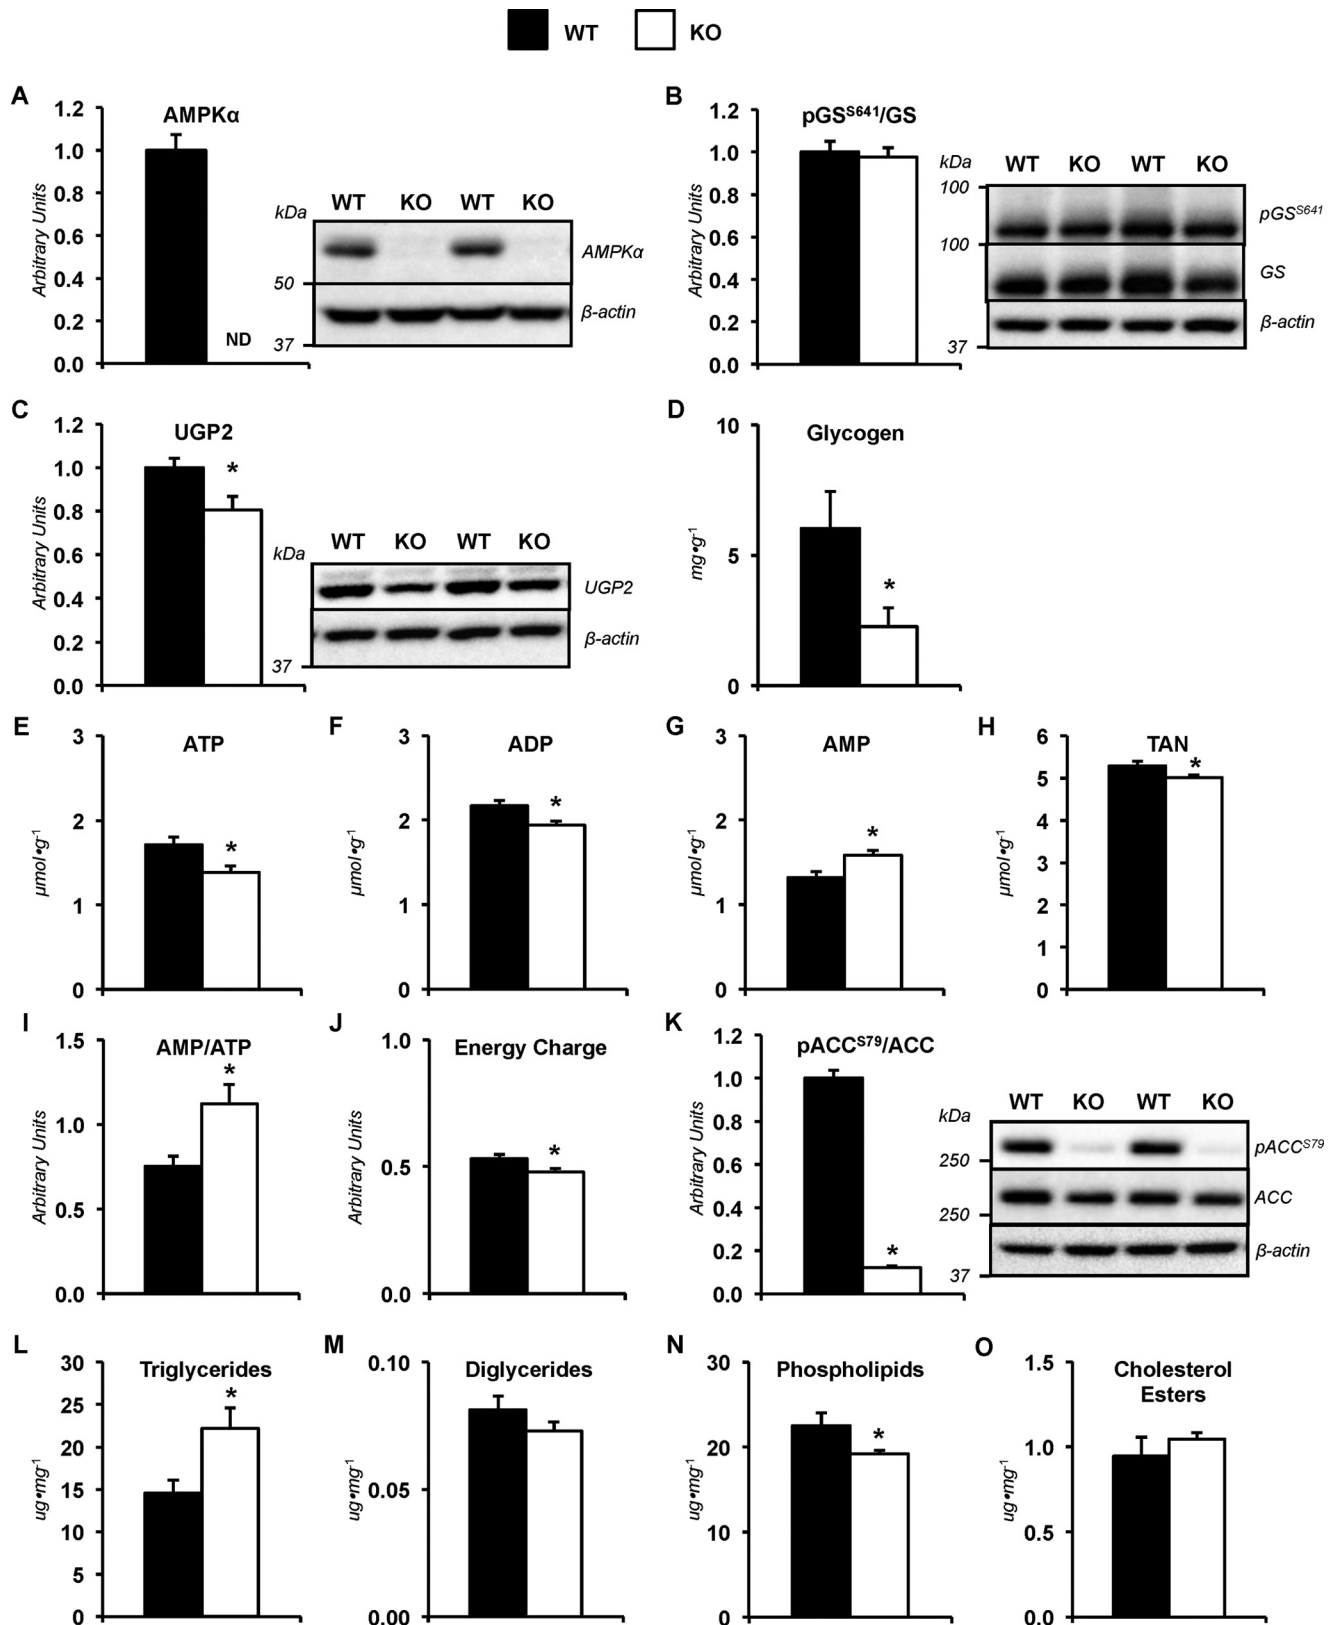 WT KO
A
AMPKα
Arbitrary Units
1.2
1.0
0.8
0.6
0.4
0.2
0.0
ND
kDa
WT KO WT KO
AMPKα
50
β-actin
37
B
pGS^S641/GS
Arbitrary Units
1.2
1.0
0.8
0.6
0.4
0.2
0.0
kDa
WT KO WT KO
100
pGS^S641
100
GS
β-actin
37
C
UGP2
Arbitrary Units
1.2
1.0
0.8
0.6
0.4
0.2
0.0
*
kDa
WT KO WT KO
UGP2
β-actin
37
D
Glycogen
mg•g^-1
10
5
0
*
E
ATP
µmol•g^-1
3
2
1
0
*
F
ADP
µmol•g^-1
3
2
1
0
*
G
AMP
µmol•g^-1
3
2
1
0
*
H
TAN
µmol•g^-1
6
5
4
3
2
1
0
*
I
AMP/ATP
Arbitrary Units
1.5
1.0
0.5
0.0
*
J
Energy Charge
Arbitrary Units
1.0
0.5
0.0
*
K
pACC^S79/ACC
Arbitrary Units
1.2
1.0
0.8
0.6
0.4
0.2
0.0
*
kDa
WT KO WT KO
pACC^S79
250
ACC
250
β-actin
37
L
Triglycerides
ug•mg^-1
30
25
20
15
10
5
0
*
M
Diglycerides
ug•mg^-1
0.10
0.05
0.00
N
Phospholipids
ug•mg^-1
30
20
10
0
*
O
Cholesterol
Esters
ug•mg^-1
1.5
1.0
0.5
0.0